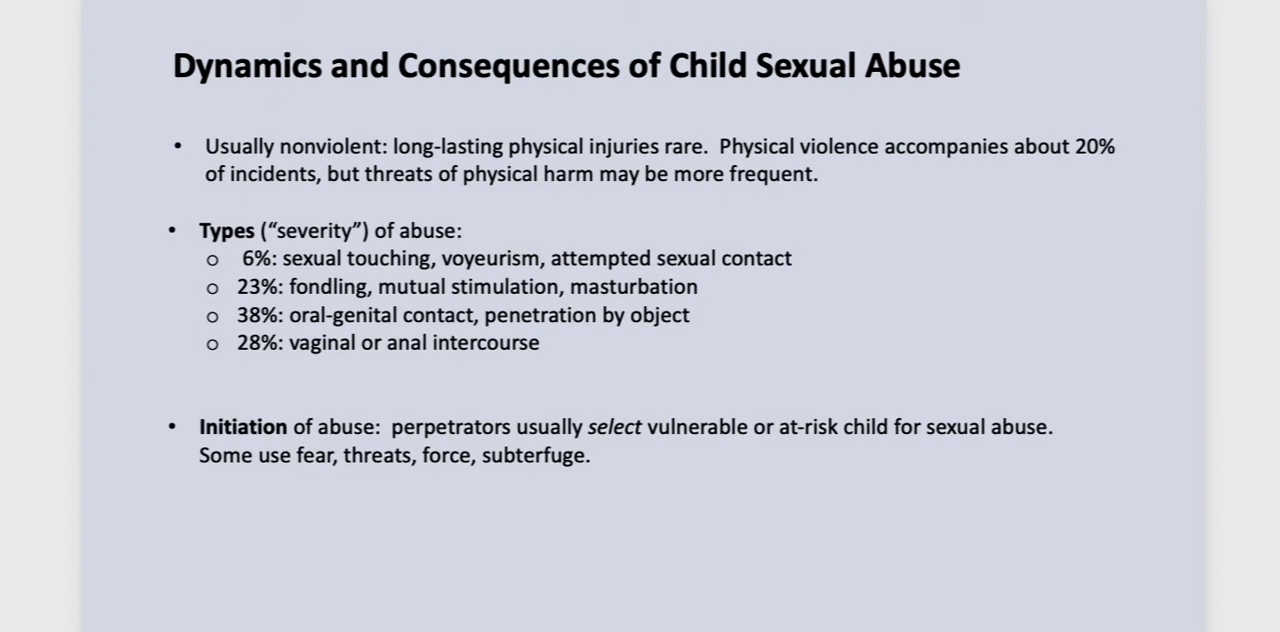 Dynamics and Consequences of Child Sexual Abuse
• Usually nonviolent: long-lasting physical injuries rare.  Physical violence accompanies about 20%
of incidents, but threats of physical harm may be more frequent.
• Types (“severity”) of abuse:
o 6%: sexual touching, voyeurism, attempted sexual contact
o 23%: fondling, mutual stimulation, masturbation
o 38%: oral-genital contact, penetration by object
o 28%: vaginal or anal intercourse
• Initiation of abuse:  perpetrators usually select vulnerable or at-risk child for sexual abuse.
Some use fear, threats, force, subterfuge.